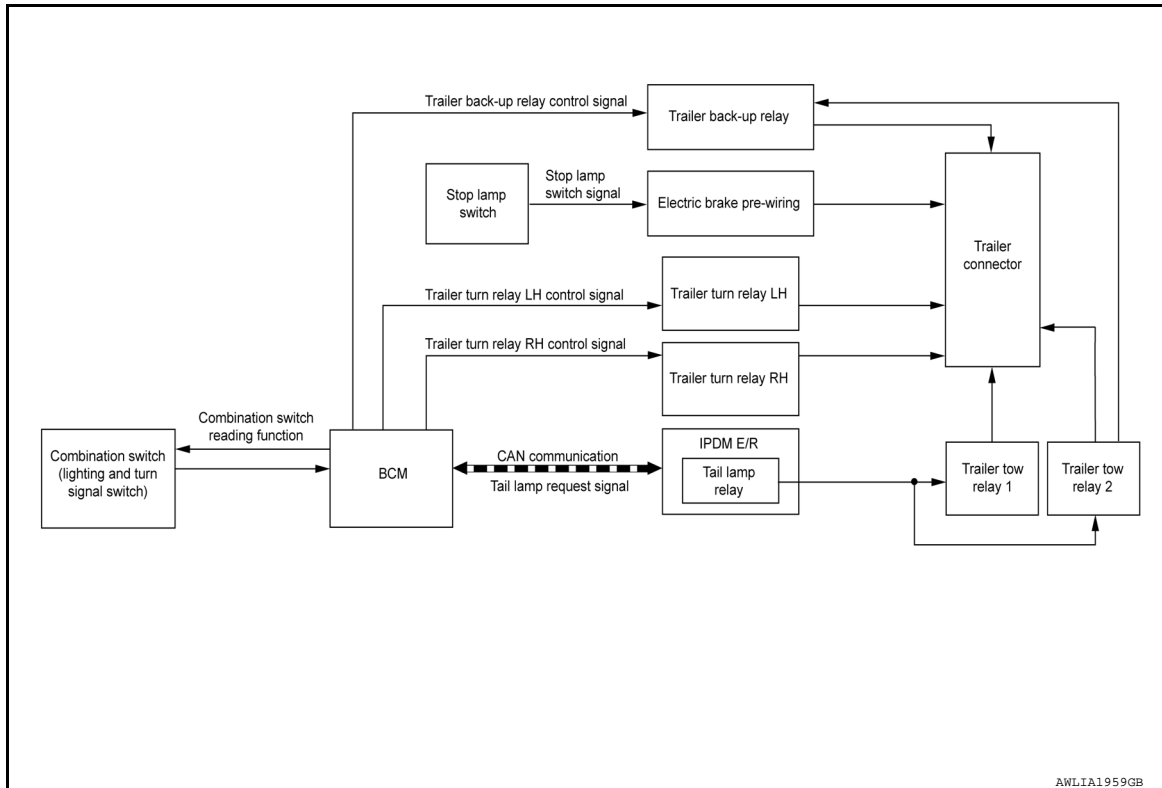 Trailer back-up relay control signal
Trailer back-up relay
Stop lamp
switch
Stop lamp
switch signal
Electric brake pre-wiring
Trailer
connector
Trailer turn relay LH control signal
Trailer turn relay LH
Trailer turn relay RH control signal
Trailer turn relay RH
Combination switch
(lighting and turn
signal switch)
Combination switch
reading function
BCM
CAN communication
Tail lamp request signal
IPDM E/R
Tail lamp
relay
Trailer tow
relay 1
Trailer tow
relay 2
AWLIA1959GB